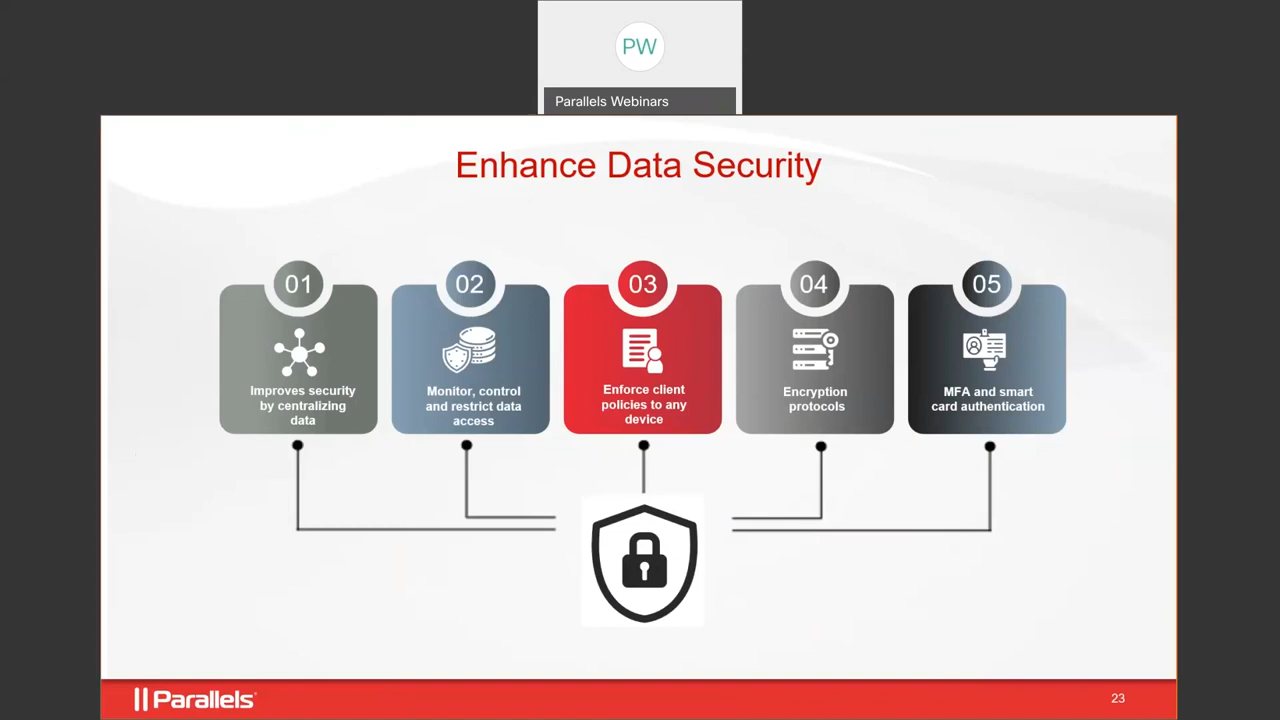 PW
Parallels Webinars
Enhance Data Security
01
Improves security
by centralizing
data
02
Monitor, control
and restrict data
access
03
Enforce client
policies to any
device
04
Encryption
protocols
05
MFA and smart
card authentication
Parallels®
23